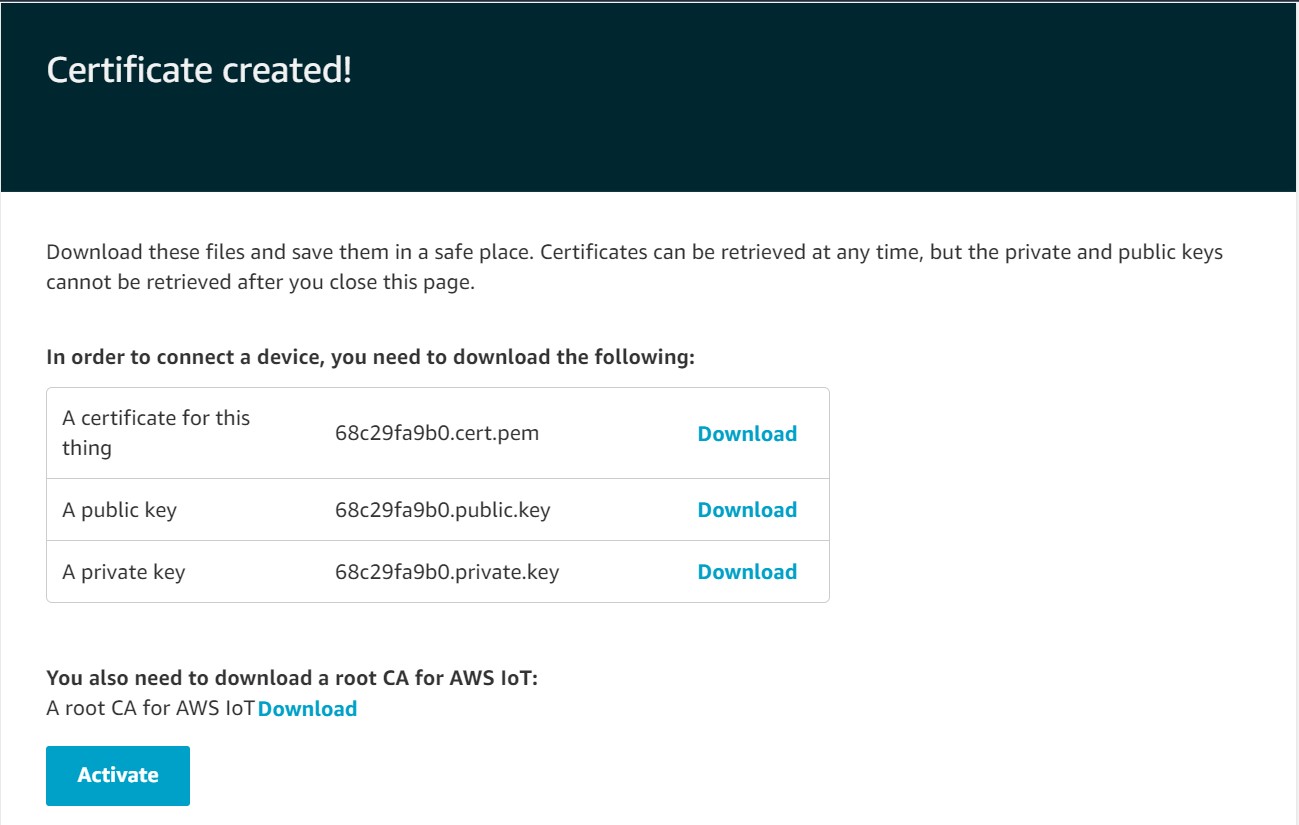 Certificate created!
Download these files and save them in a safe place. Certificates can be retrieved at any time, but the private and public keys
cannot be retrieved after you close this page.
In order to connect a device, you need to download the following:
A certificate for this
thing
68c29fa9b0.cert.pem
Download
A public key
68c29fa9b0.public.key
Download
A private key
68c29fa9b0.private.key
Download
You also need to download a root CA for AWS IoT:
A root CA for AWS IoT Download
Activate